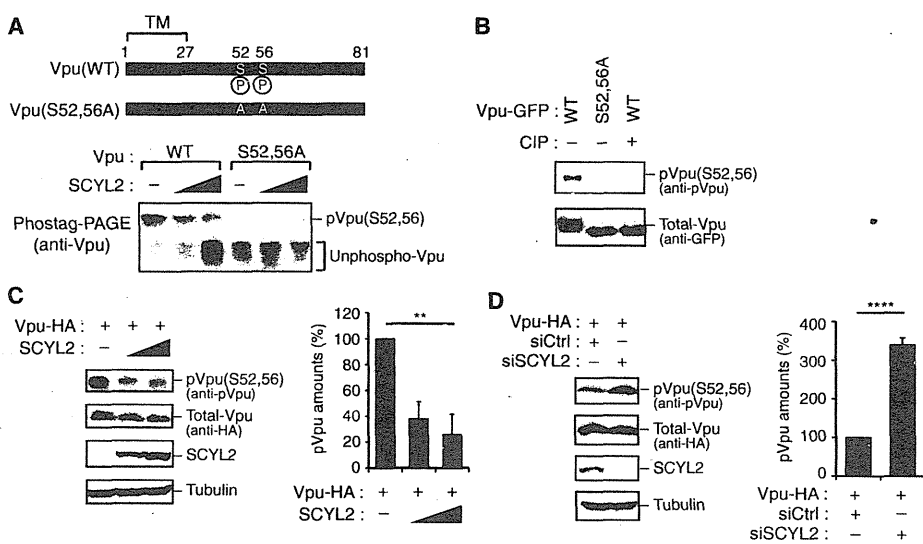 A
TM
1 27 52 56 81
Vpu(WT) S S
P P
Vpu(S52,56A) A A
Vpu : WT S52,56A
SCYL2 : – –
Phostag-PAGE
(anti-Vpu)
pVpu(S52,56)
Unphospho-Vpu
B
Vpu-GFP : WT S52,56A WT
CIP : – – +
pVpu(S52,56)
(anti-pVpu)
Total-Vpu
(anti-GFP)
C
Vpu-HA : + + +
SCYL2 : –
pVpu(S52,56)
(anti-pVpu)
Total-Vpu
(anti-HA)
SCYL2
Tubulin
**
pVpu amounts (%)
120
100
80
60
40
20
0
Vpu-HA : + + +
SCYL2 : –
D
Vpu-HA : + +
siCtrl : + –
siSCYL2 : – +
pVpu(S52,56)
(anti-pVpu)
Total-Vpu
(anti-HA)
SCYL2
Tubulin
****
pVpu amounts (%)
400
300
200
100
0
Vpu-HA : + +
siCtrl : + –
siSCYL2 : – +